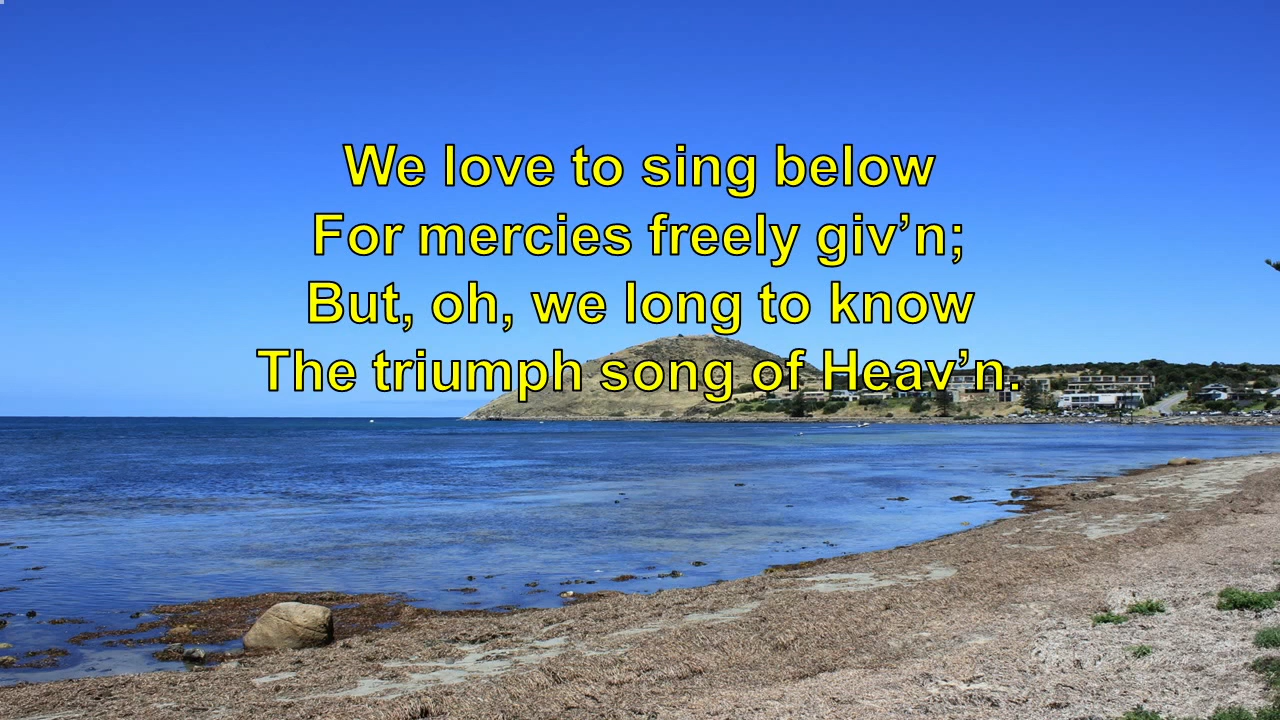 We love to sing below
For mercies freely giv’n;
But, oh, we long to know
The triumph song of Heav’n.